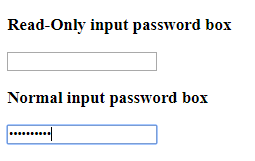 Read-Only input password box
Normal input password box
••••••••••